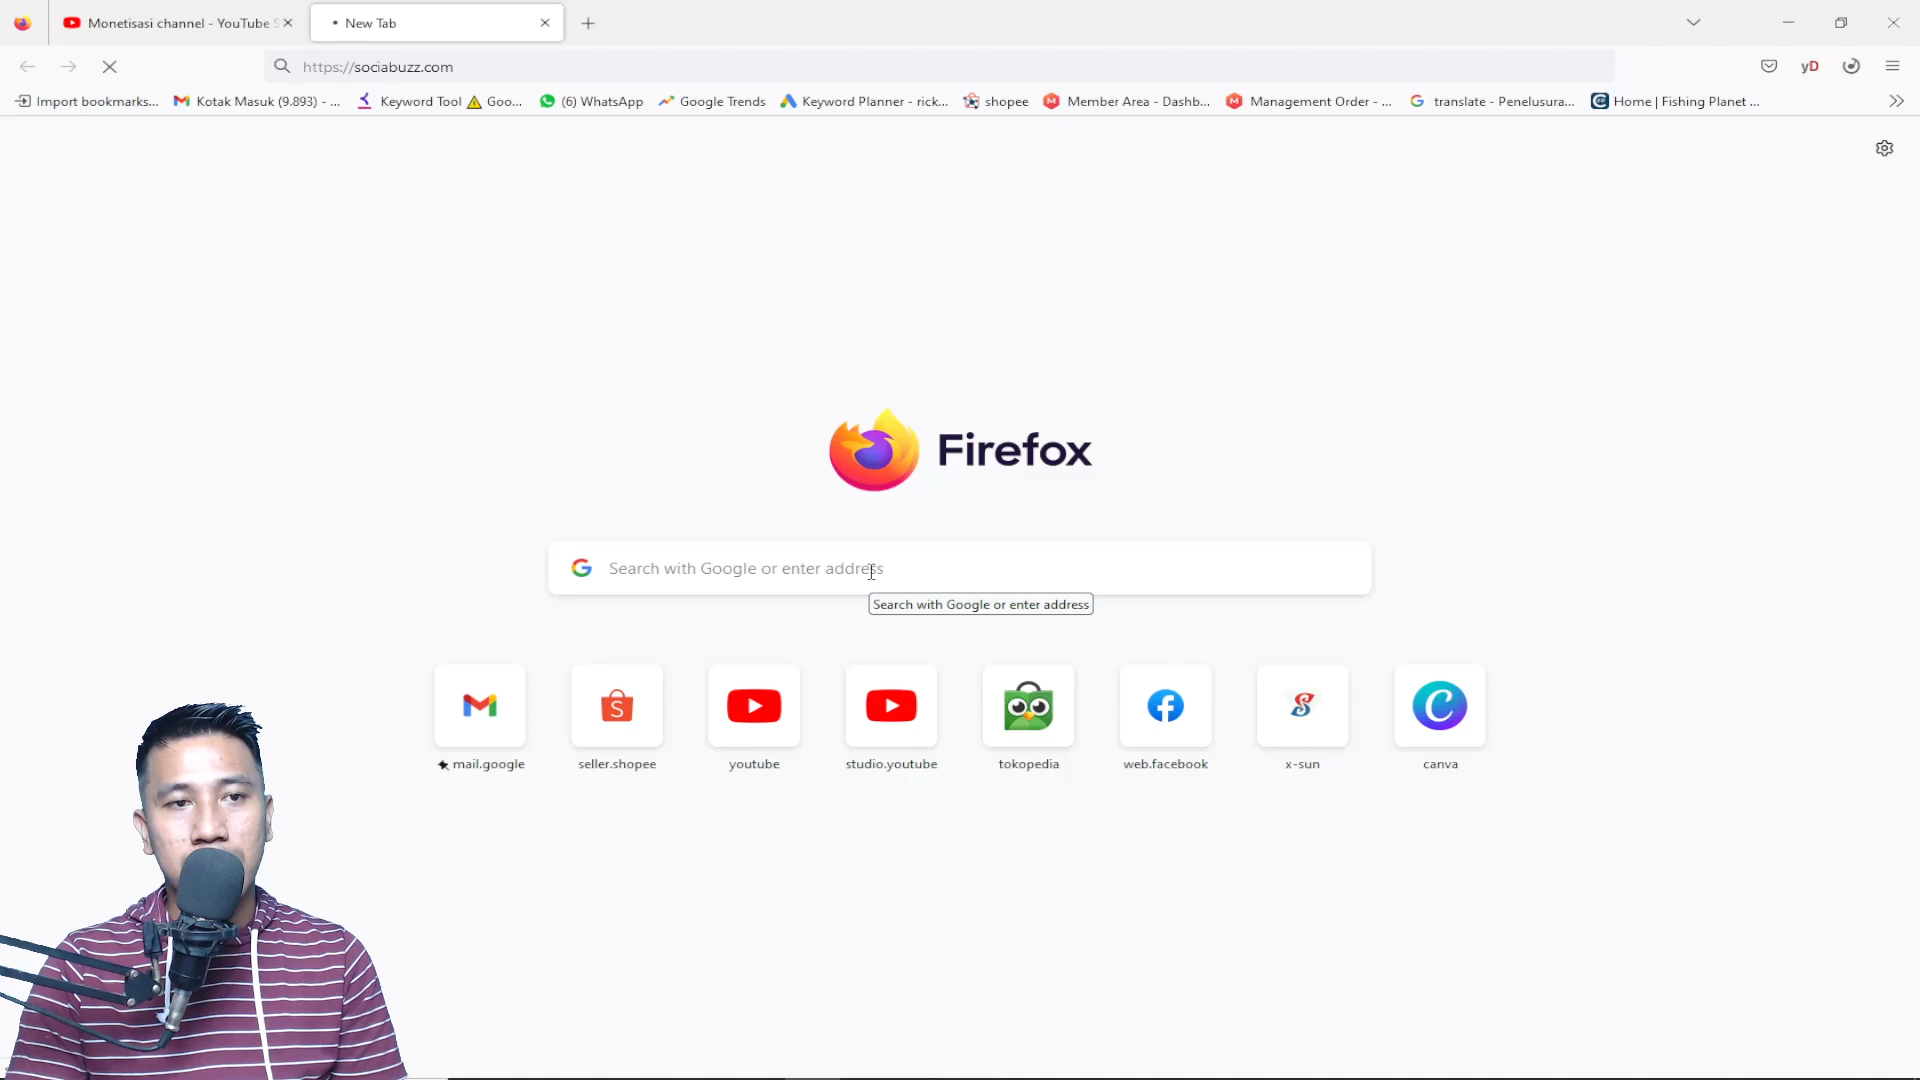 Monetisasi channel - YouTube S
New Tab
https://sociabuzz.com
yD
Import bookmarks...
Kotak Masuk (9.893) - ...
Keyword Tool
Goo...
(6) WhatsApp
Google Trends
Keyword Planner - rick...
shopee
Member Area - Dashb...
Management Order - ...
translate - Penelusura...
Home | Fishing Planet ...
Firefox
Search with Google or enter address
Search with Google or enter address
mail.google
seller.shopee
youtube
studio.youtube
tokopedia
web.facebook
x-sun
canva